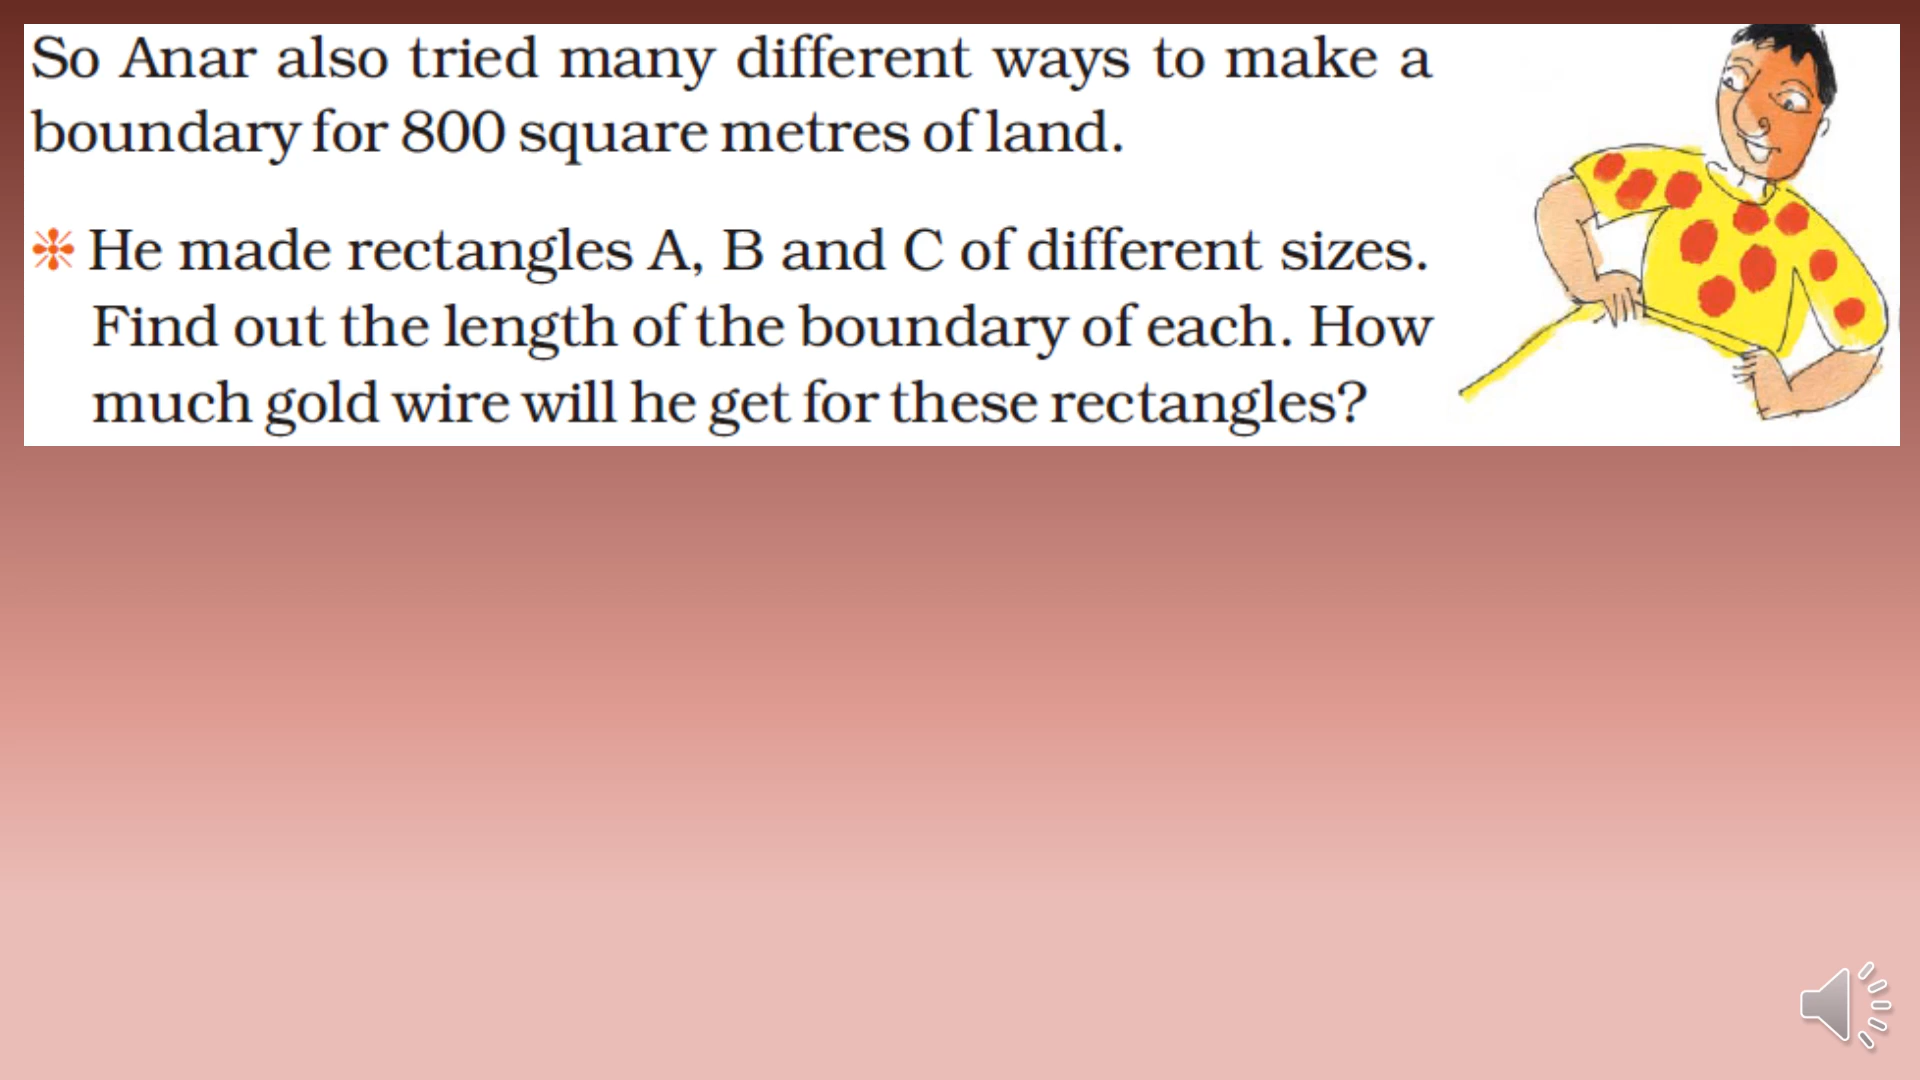 So Anar also tried many different ways to make a
boundary for 800 square metres of land.
He made rectangles A, B and C of different sizes.
Find out the length of the boundary of each. How
much gold wire will he get for these rectangles?